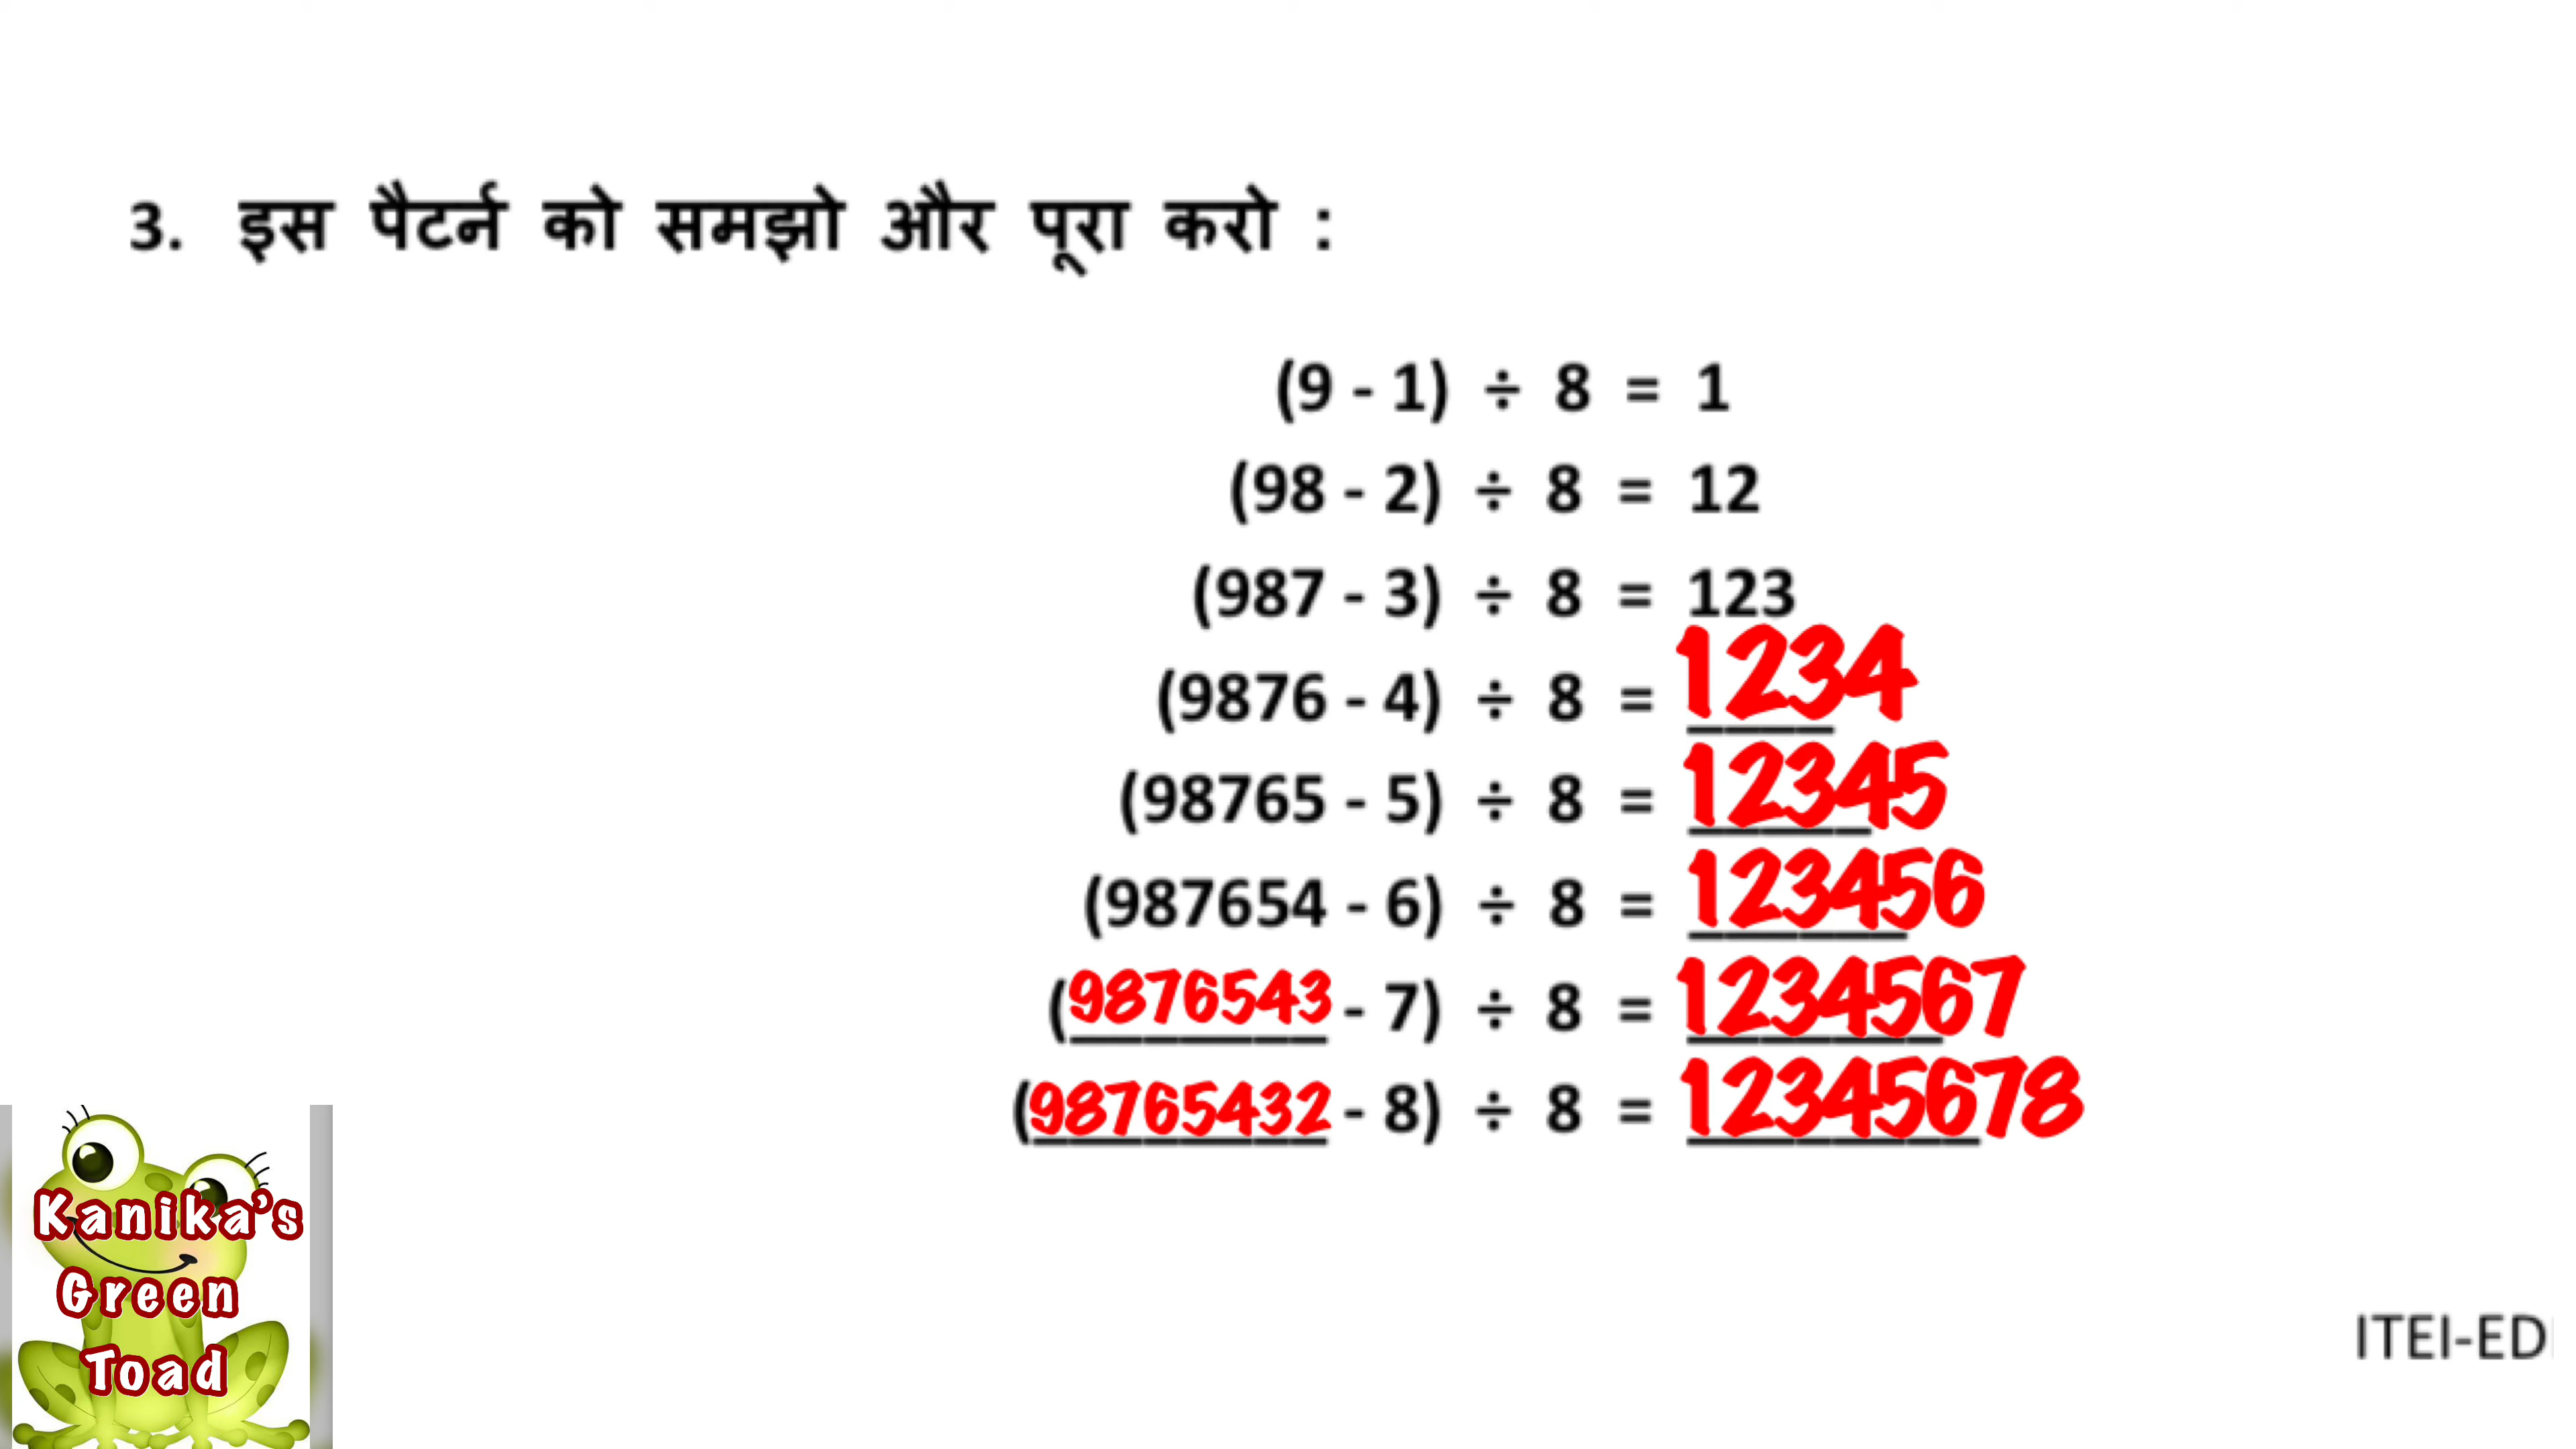 3. इस पैटर्न को समझो और पूरा करो :
(9 - 1) ÷ 8 = 1
(98 - 2) ÷ 8 = 12
(987 - 3) ÷ 8 = 123
(9876 - 4) ÷ 8 = 1234
(98765 - 5) ÷ 8 = 12345
(987654 - 6) ÷ 8 = 123456
(9876543 - 7) ÷ 8 = 1234567
(98765432 - 8) ÷ 8 = 12345678
Kanika's
Green
Toad
ITEI-ED